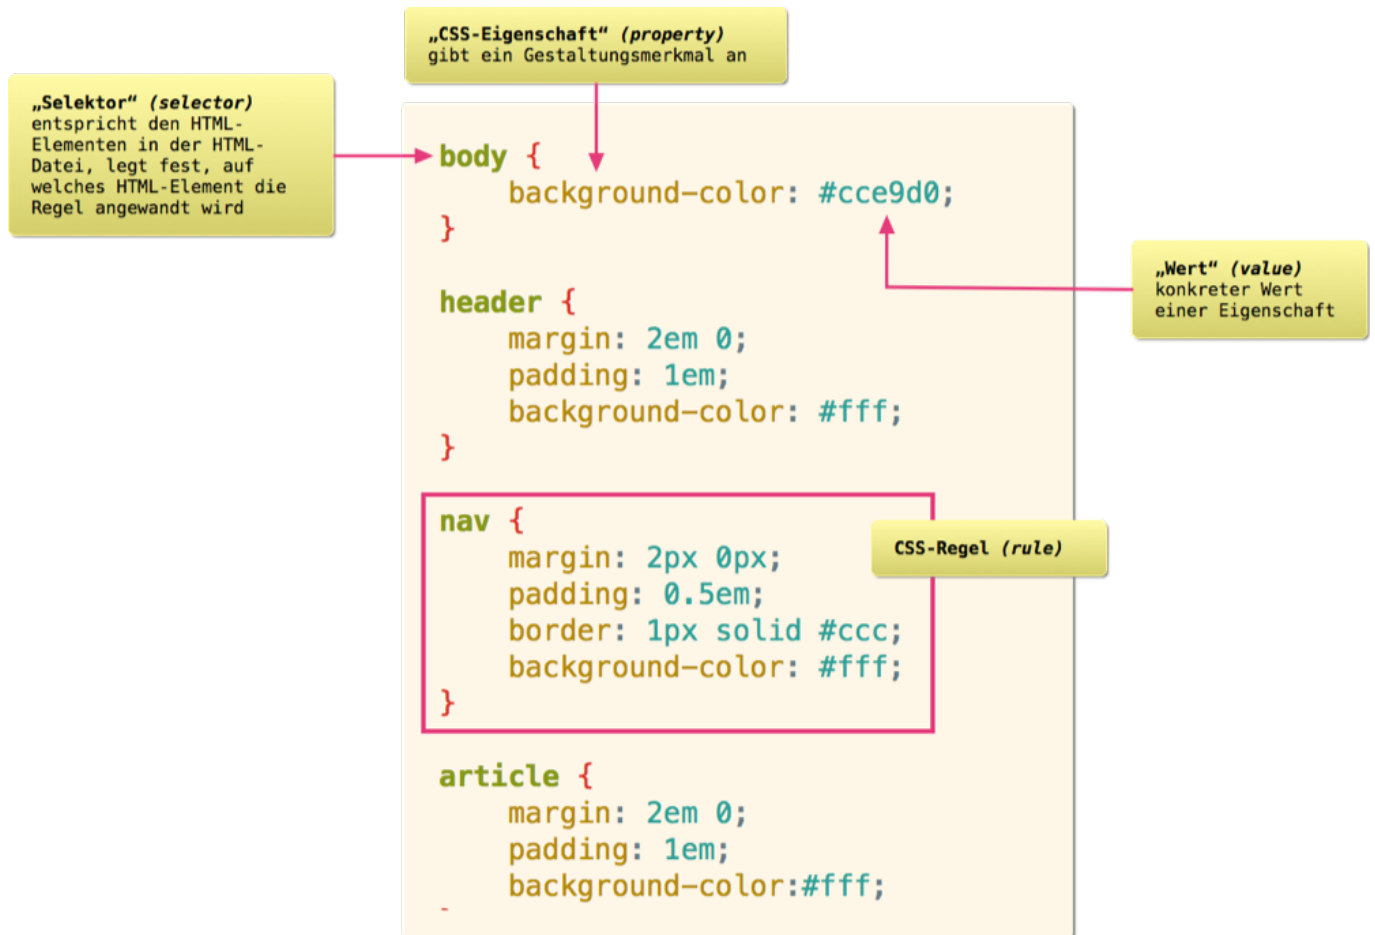 „CSS-Eigenschaft“ (property)
gibt ein Gestaltungsmerkmal an
„Selektor“ (selector)
entspricht den HTML-
Elementen in der HTML-
Datei, legt fest, auf
welches HTML-Element die
Regel angewandt wird
body {
background-color: #cce9d0;
}
„Wert“ (value)
konkreter Wert
einer Eigenschaft
header {
margin: 2em 0;
padding: 1em;
background-color: #fff;
}
nav {
margin: 2px 0px;
padding: 0.5em;
border: 1px solid #ccc;
background-color: #fff;
}
CSS-Regel (rule)
article {
margin: 2em 0;
padding: 1em;
background-color:#fff;